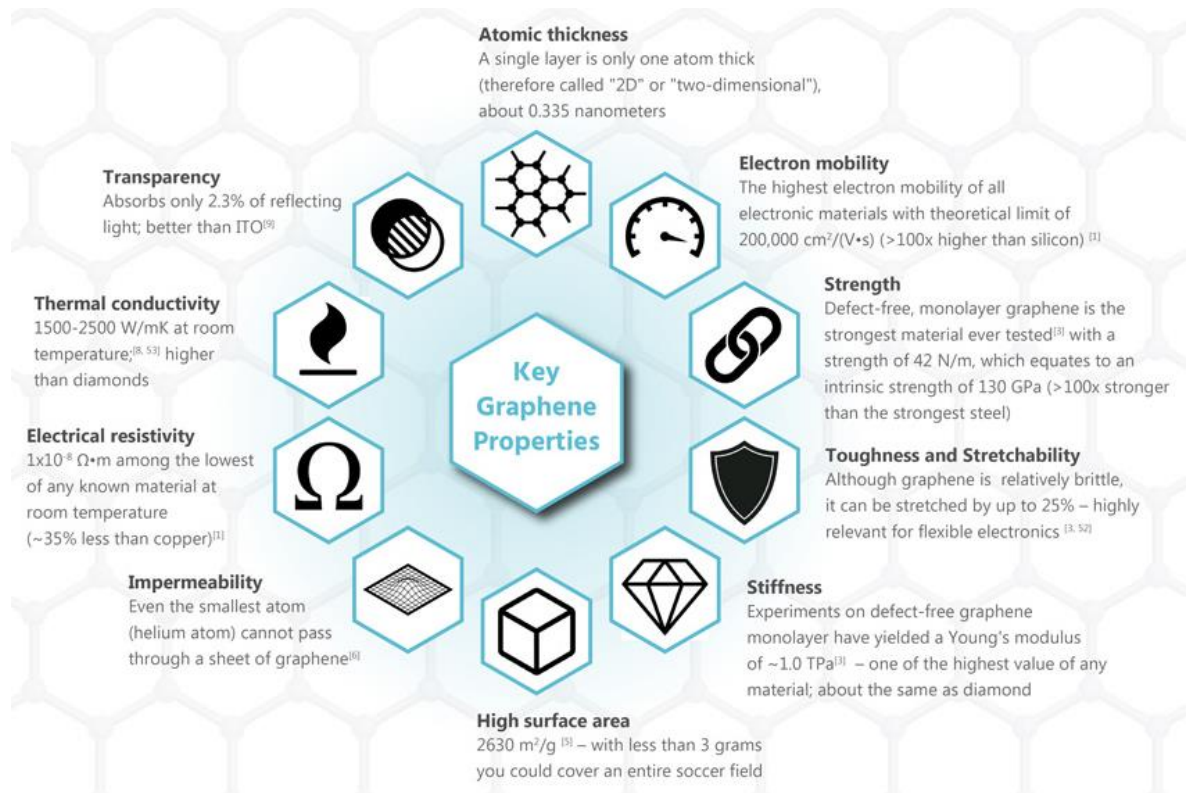 Atomic thickness
A single layer is only one atom thick
(therefore called "2D" or "two-dimensional"),
about 0.335 nanometers
Electron mobility
The highest electron mobility of all
electronic materials with theoretical limit of
200,000 cm²/(V•s) (>100x higher than silicon) [1]
Strength
Defect-free, monolayer graphene is the
strongest material ever tested[3] with a
strength of 42 N/m, which equates to an
intrinsic strength of 130 GPa (>100x stronger
than the strongest steel)
Toughness and Stretchability
Although graphene is relatively brittle,
it can be stretched by up to 25% – highly
relevant for flexible electronics [3, 52]
Stiffness
Experiments on defect-free graphene
monolayer have yielded a Young's modulus
of ~1.0 TPa[3] – one of the highest value of any
material; about the same as diamond
High surface area
2630 m²/g [5] – with less than 3 grams
you could cover an entire soccer field
Impermeability
Even the smallest atom
(helium atom) cannot pass
through a sheet of graphene[6]
Electrical resistivity
1x10⁻⁸ Ω•m among the lowest
of any known material at
room temperature
(~35% less than copper)[1]
Thermal conductivity
1500-2500 W/mK at room
temperature;[8, 53] higher
than diamonds
Transparency
Absorbs only 2.3% of reflecting
light; better than ITO[9]
Key
Graphene
Properties
Ω